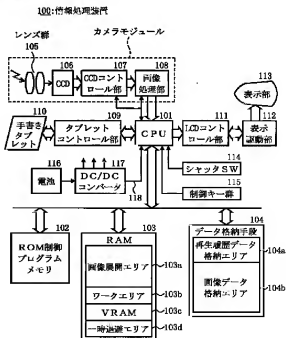 100:情報処理装置
カメラモジュール
レンズ群
105
106
107
108
CCD
CCDコントロール部
画像処理部
113
表示部
110
手書きタブレット
109
タブレットコントロール部
101
CPU
111
LCDコントロール部
112
表示駆動部
116
電池
117
DC/DCコンバータ
118
114
シャッタSW
115
制御キー群
102
ROM制御プログラムメモリ
103
RAM
画像展開エリア
103a
ワークエリア
103b
VRAM
103c
一時退避エリア
103d
104
データ格納手段
再生履歴データ格納エリア
104a
画像データ格納エリア
104b